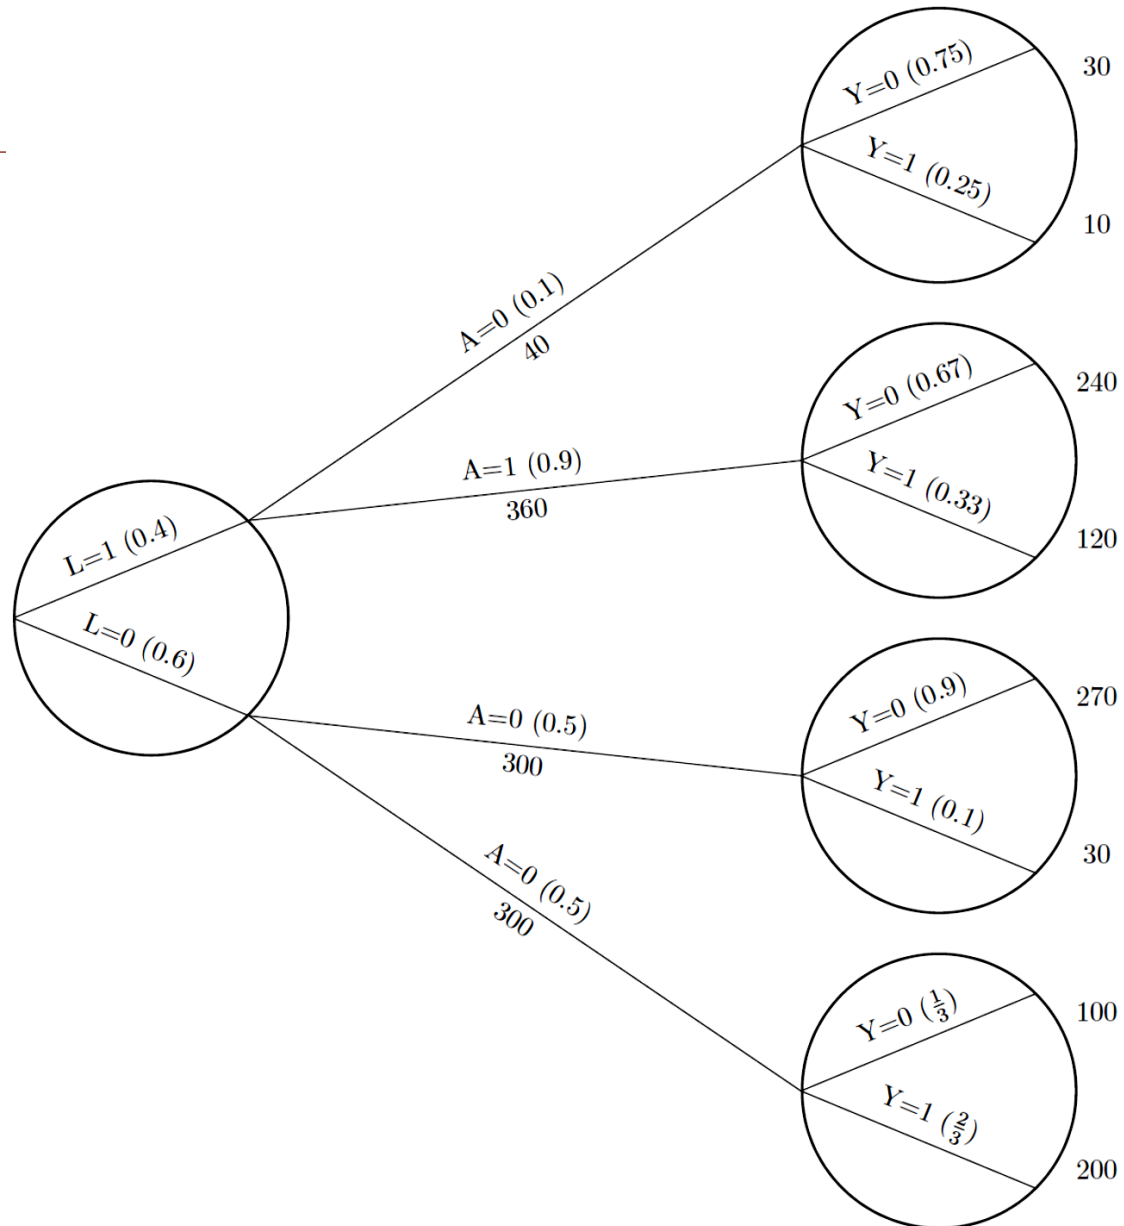 Y=0 (0.75)
30
Y=1 (0.25)
10
A=0 (0.1)
40
Y=0 (0.67)
240
A=1 (0.9)
360
Y=1 (0.33)
120
L=1 (0.4)
L=0 (0.6)
Y=0 (0.9)
270
A=0 (0.5)
300
Y=1 (0.1)
30
A=0 (0.5)
300
Y=0 (1/3)
100
Y=1 (2/3)
200